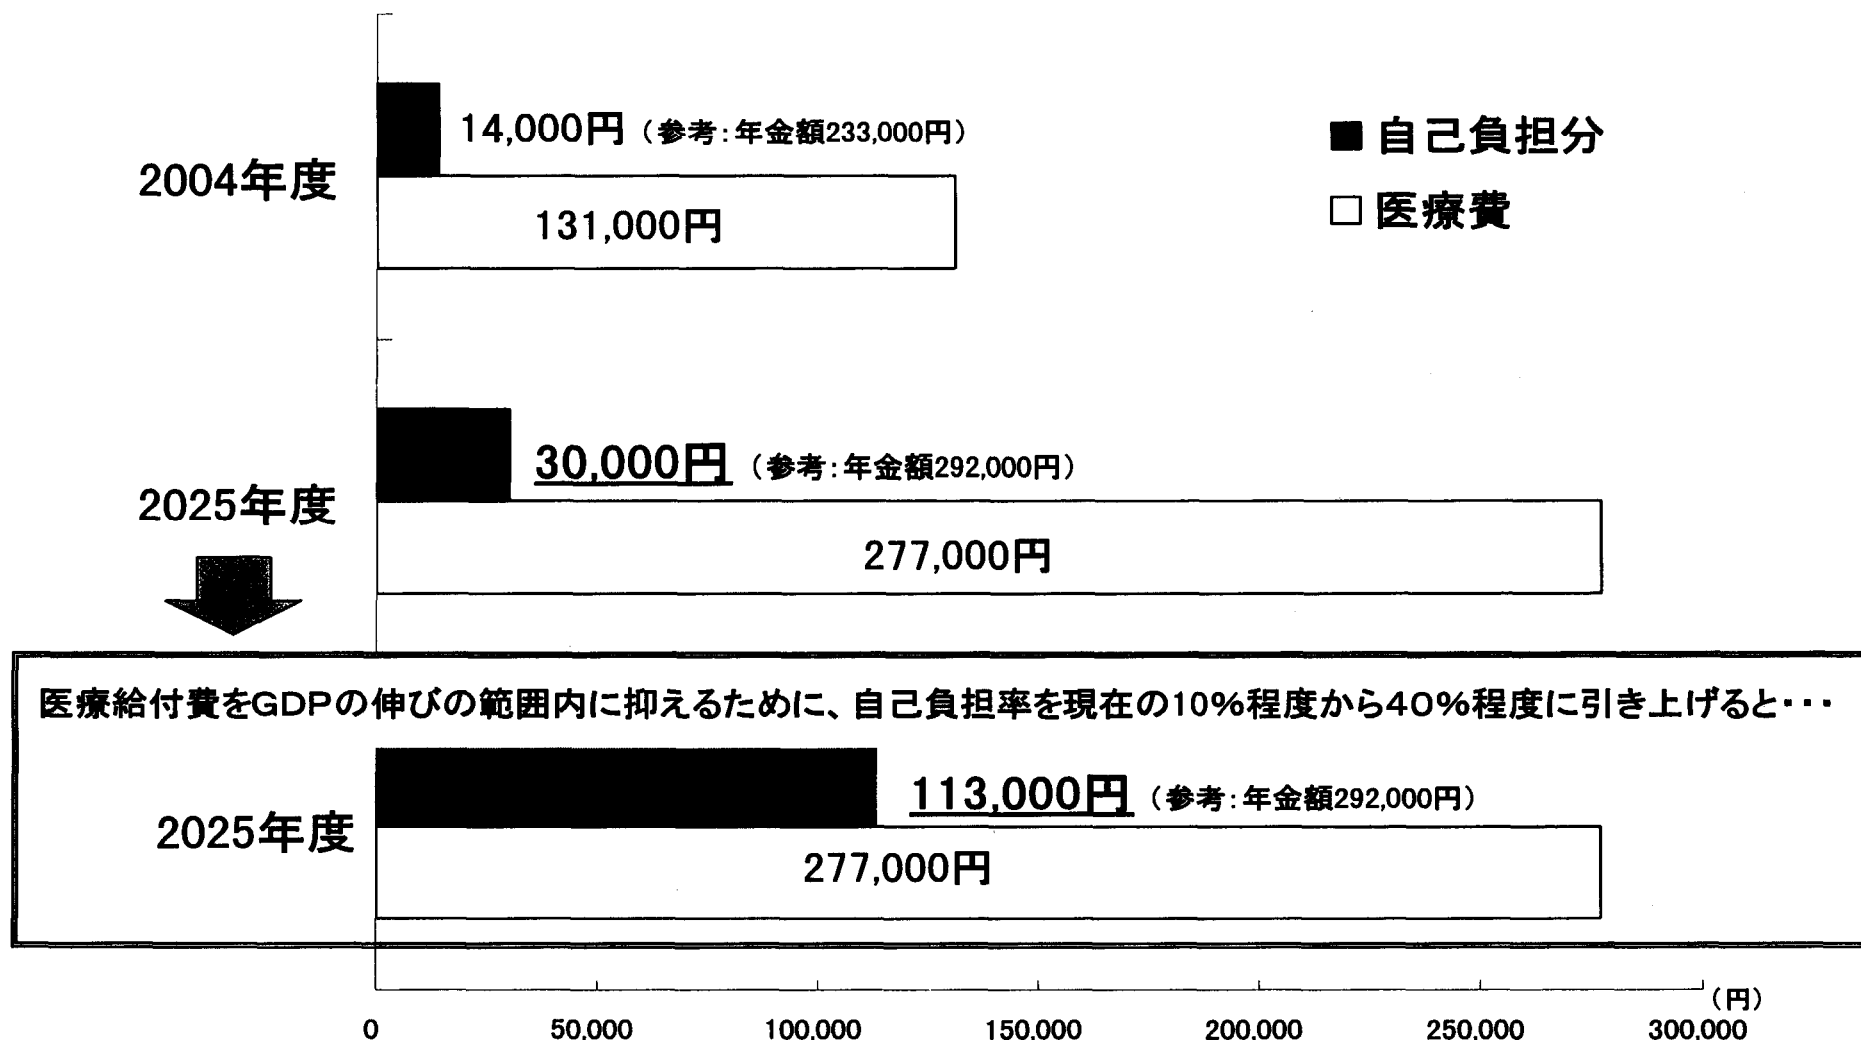 14,000円 (参考:年金額233,000円)
■ 自己負担分
2004年度
□ 医療費
131,000円
30,000円 (参考:年金額292,000円)
2025年度
277,000円
医療給付費をGDPの伸びの範囲内に抑えるために、自己負担率を現在の10%程度から40%程度に引き上げると・・・
113,000円 (参考:年金額292,000円)
2025年度
277,000円
(円)
0 50,000 100,000 150,000 200,000 250,000 300,000